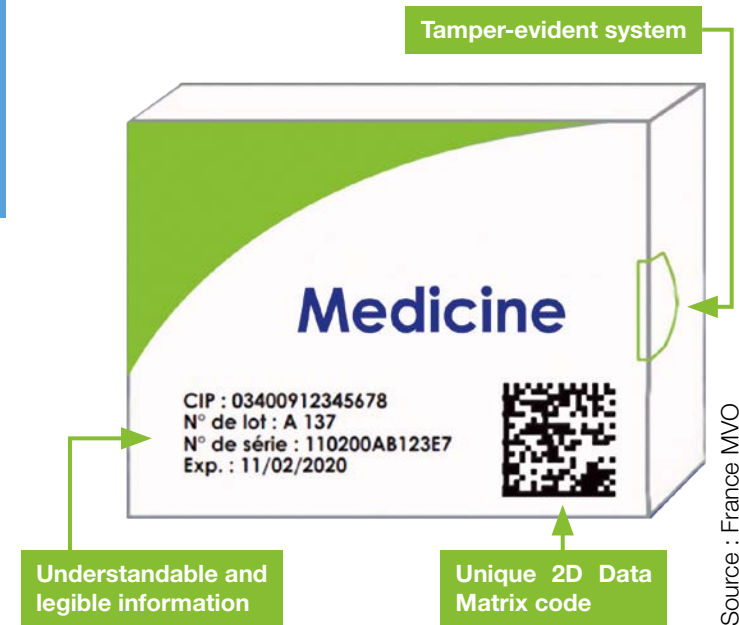 Tamper-evident system
Medicine
CIP : 03400912345678
N° de lot : A 137
N° de série : 110200AB123E7
Exp. : 11/02/2020
Understandable and
legible information
Unique 2D Data
Matrix code
Source : France MVO